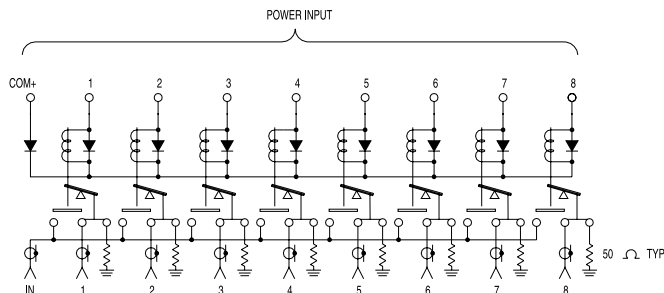 POWER INPUT
COM+ 1 2 3 4 5 6 7 8
50 Ω TYP
IN 1 2 3 4 5 6 7 8